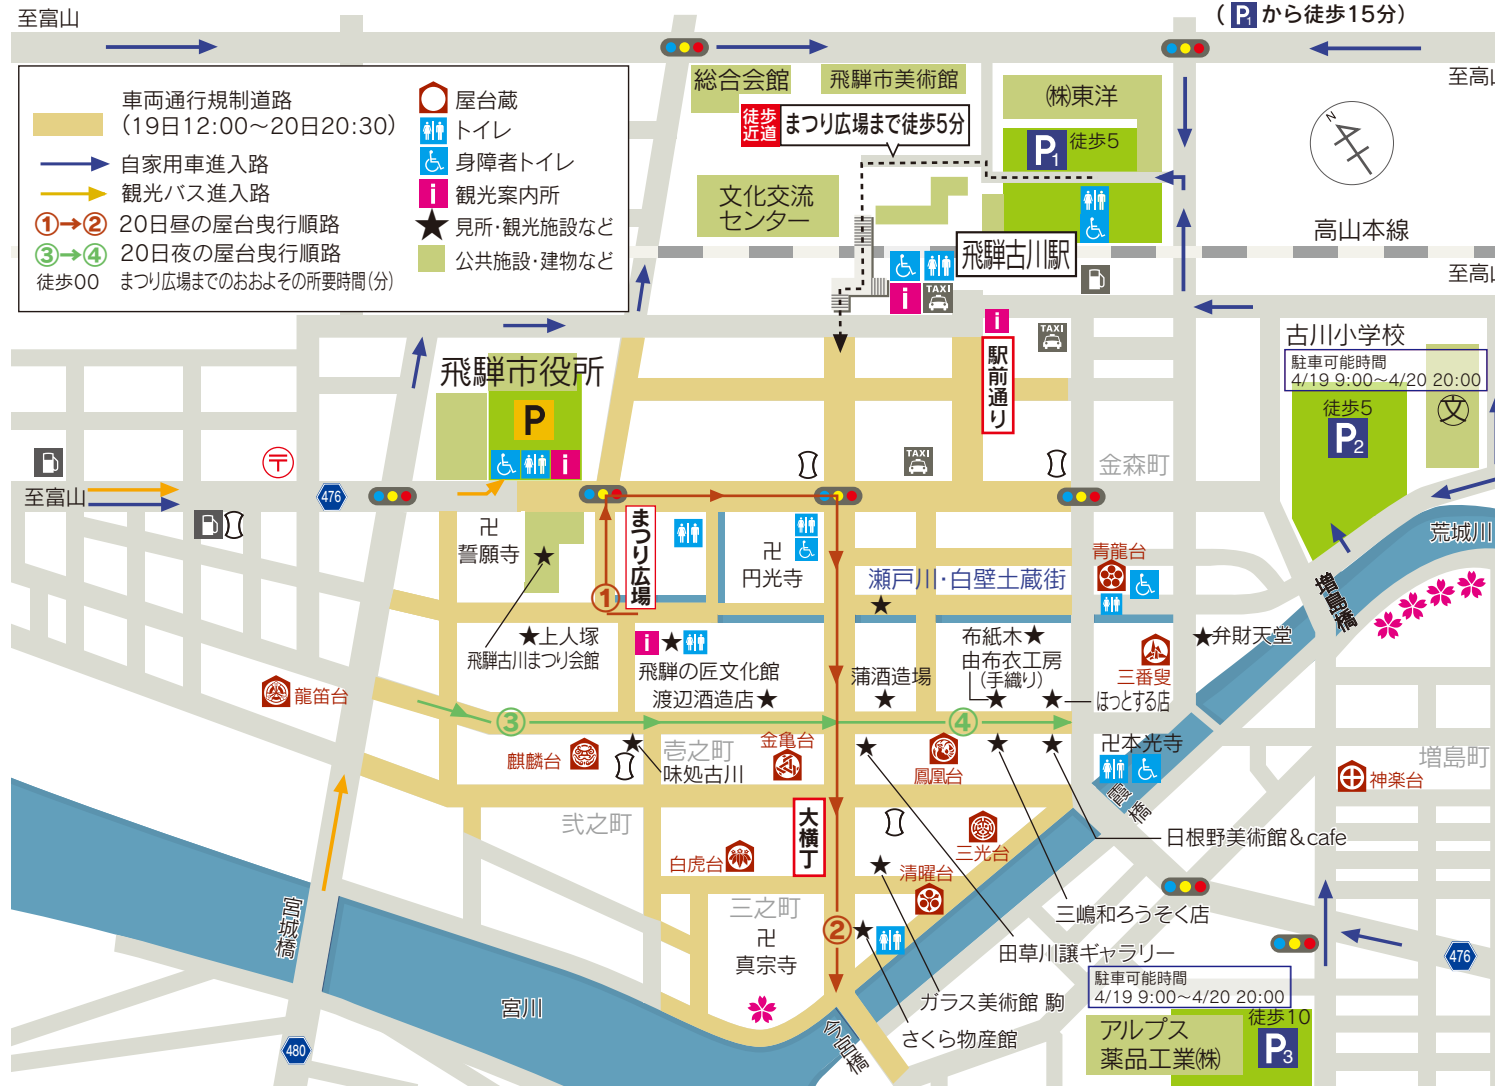 至富山
( P1 から徒歩15分)
至高山
車両通行規制道路
(19日12:00～20日20:30)
自家用車進入路
観光バス進入路
①→② 20日昼の屋台曳行順路
③→④ 20日夜の屋台曳行順路
徒歩00 まつり広場までのおおよその所要時間(分)
屋台蔵
トイレ
身障者トイレ
i 観光案内所
見所・観光施設など
公共施設・建物など
総合会館
飛騨市美術館
㈱東洋
徒歩近道
まつり広場まで徒歩5分
P1 徒歩5
N
文化交流
センター
飛騨古川駅
高山本線
i
TAXI
至高山
i
TAXI
駅前通り
古川小学校
駐車可能時間
4/19 9:00～4/20 20:00
徒歩5
P2
文
飛騨市役所
P
i
TAXI
金森町
至富山
476
まつり広場
卍
誓願寺
卍
円光寺
瀬戸川・白壁土蔵街
青龍台
荒城川
増島橋
①
★上人塚
飛騨古川まつり会館
i
飛騨の匠文化館
渡辺酒造店★
蒲酒造場
布紙木★
由布衣工房
(手織り)
三番叟
ほっとする店
★弁財天堂
龍笛台
③
④
麒麟台
壱之町
味処古川
金亀台
鳳凰台
卍本光寺
霞橋
増島町
神楽台
弐之町
大横丁
日根野美術館＆cafe
白虎台
三光台
清曜台
三嶋和ろうそく店
三之町
卍
真宗寺
②
田草川譲ギャラリー
宮城橋
宮川
ガラス美術館 駒
さくら物産館
今宮橋
476
480
駐車可能時間
4/19 9:00～4/20 20:00
アルプス
薬品工業㈱
徒歩10
P3